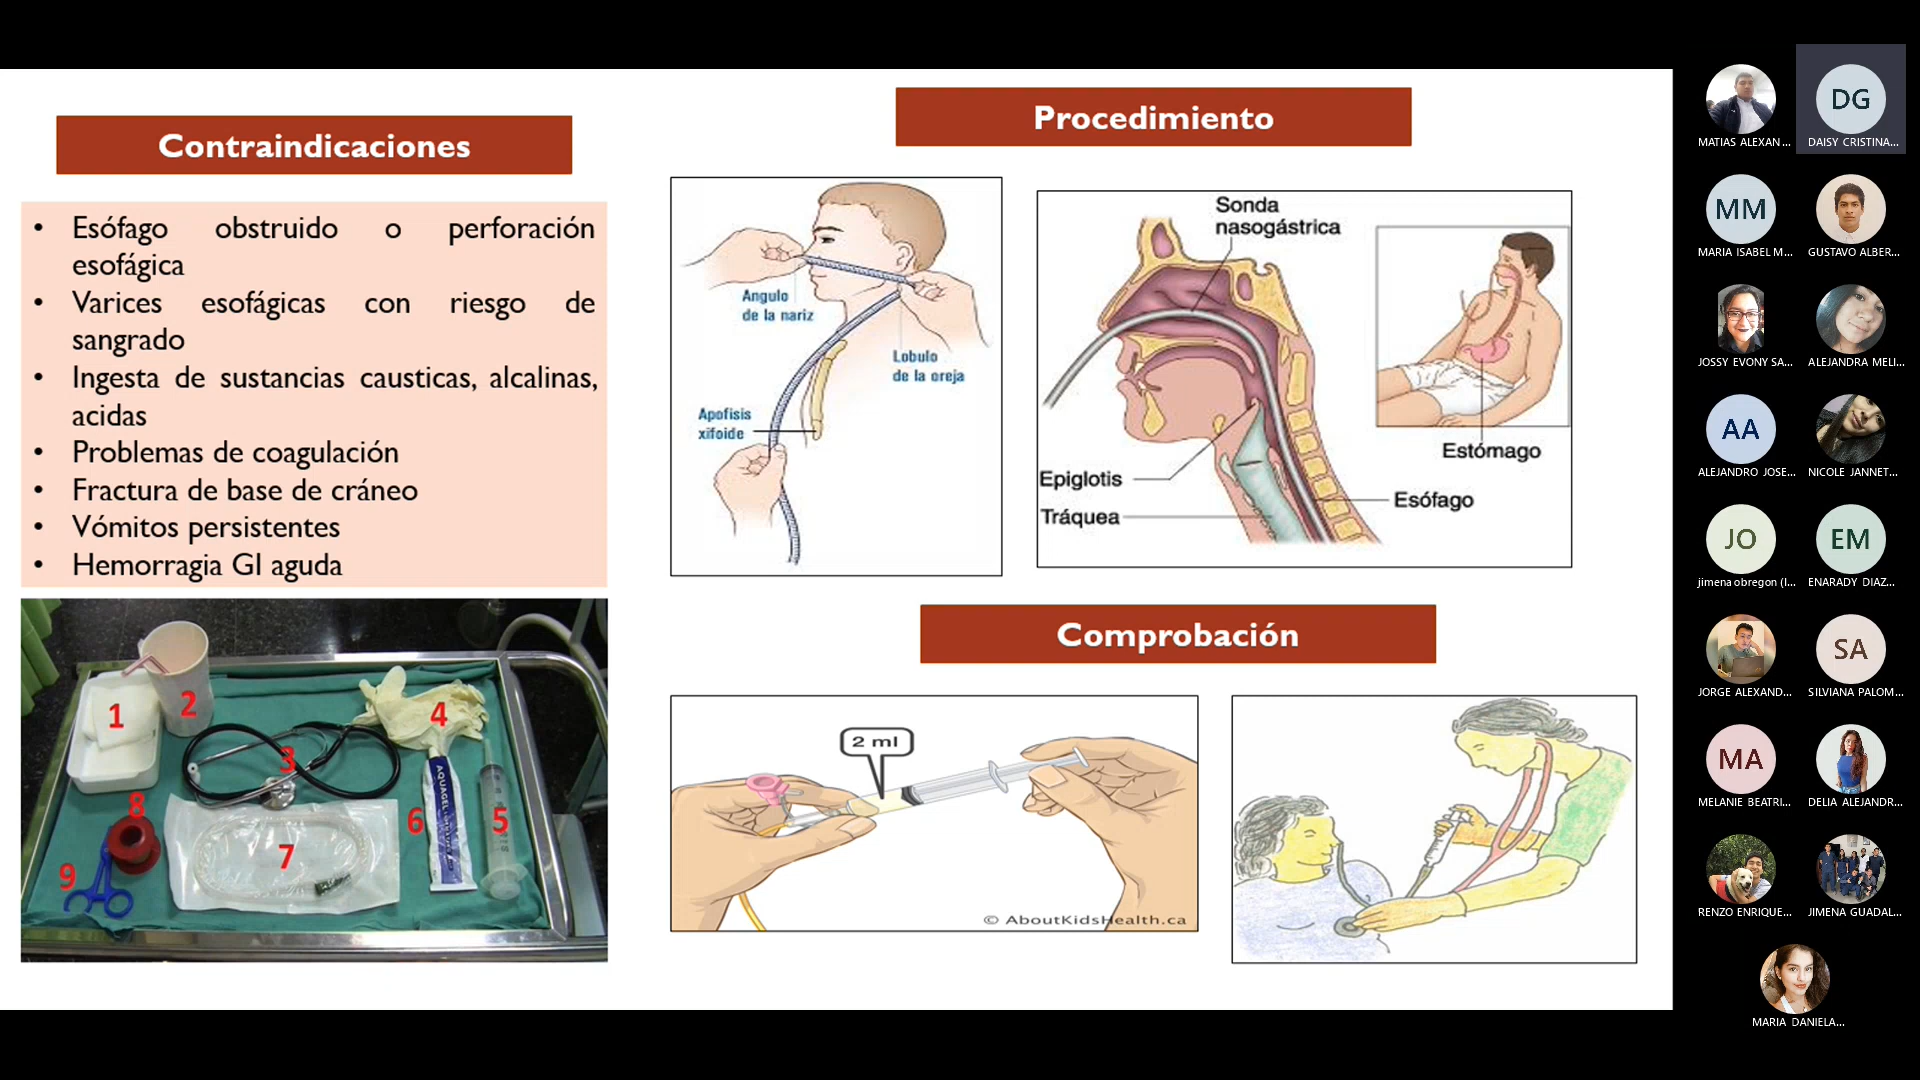 Contraindicaciones
• Esófago obstruido o perforación
esofágica
• Varices esofágicas con riesgo de
sangrado
• Ingesta de sustancias causticas, alcalinas,
acidas
• Problemas de coagulación
• Fractura de base de cráneo
• Vómitos persistentes
• Hemorragia GI aguda
1
2
3
4
5
6
7
8
9
AQUAGEL
Procedimiento
Angulo
de la nariz
Lobulo
de la oreja
Apofisis
xifoide
Sonda
nasogástrica
Estómago
Epiglotis
Esófago
Tráquea
Comprobación
2 ml
© AboutKidsHealth.ca
MATIAS ALEXAN...
DG
DAISY CRISTINA...
MM
MARIA ISABEL M...
GUSTAVO ALBER...
JOSSY EVONY SA...
ALEJANDRA MELI...
AA
ALEJANDRO JOSE...
NICOLE JANNET...
JO
jimena obregon (I...
EM
ENARADY DIAZ...
JORGE ALEXAND...
SA
SILVIANA PALOM...
MA
MELANIE BEATRI...
DELIA ALEJANDR...
RENZO ENRIQUE...
JIMENA GUADAL...
MARIA DANIELA...